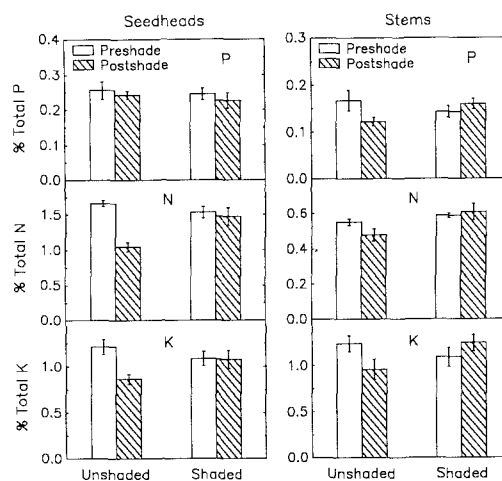 Seedheads
Stems
% Total P
0.4
0.3
0.2
0.1
0.0
Preshade
Postshade
P
0.3
0.2
0.1
0.0
Preshade
Postshade
P
% Total N
1.5
1.0
0.5
0.0
N
0.6
0.4
0.2
0.0
N
% Total K
1.0
0.5
0.0
K
1.0
0.5
0.0
K
Unshaded
Shaded
Unshaded
Shaded